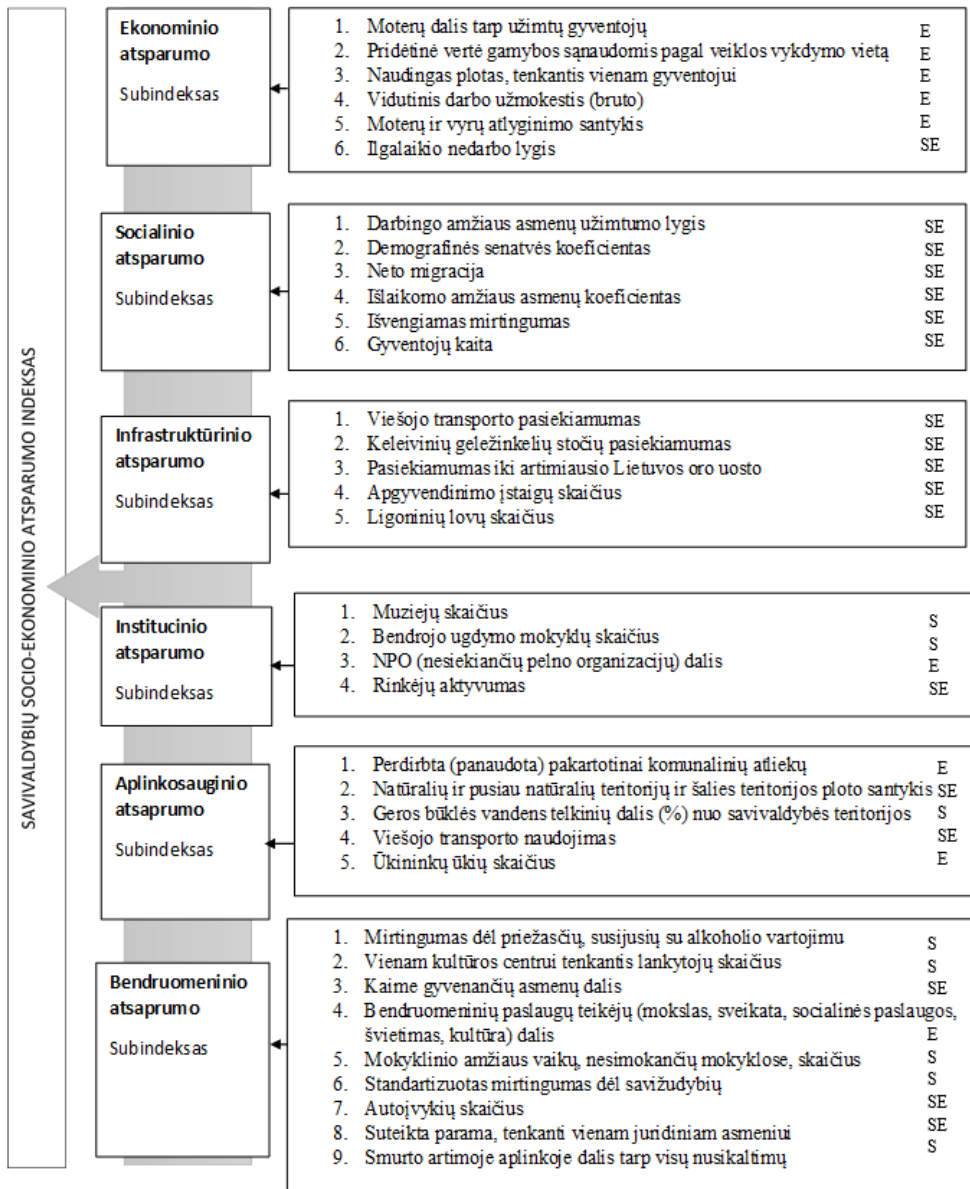 SAVIVALDYBIŲ SOCIO-EKONOMINIO ATSPARUMO INDEKSAS
Ekonominio
atsparumo
Subindeksas
1. Moterų dalis tarp užimtų gyventojų E
2. Pridėtinė vertė gamybos sąnaudomis pagal veiklos vykdymo vietą E
3. Naudingas plotas, tenkantis vienam gyventojui E
4. Vidutinis darbo užmokestis (bruto) E
5. Moterų ir vyrų atlyginimo santykis E
6. Ilgalaikio nedarbo lygis SE
Socialinio
atsparumo
Subindeksas
1. Darbingo amžiaus asmenų užimtumo lygis SE
2. Demografinės senatvės koeficientas SE
3. Neto migracija SE
4. Išlaikomo amžiaus asmenų koeficientas SE
5. Išvengiamas mirtingumas SE
6. Gyventojų kaita SE
Infrastruktūrinio
atsparumo
Subindeksas
1. Viešojo transporto pasiekiamumas SE
2. Keleivinių geležinkelių stočių pasiekiamumas SE
3. Pasiekiamumas iki artimiausio Lietuvos oro uosto SE
4. Apgyvendinimo įstaigų skaičius SE
5. Ligoninių lovų skaičius SE
Institucinio
atsparumo
Subindeksas
1. Muziejų skaičius S
2. Bendrojo ugdymo mokyklų skaičius S
3. NPO (nesiekiančių pelno organizacijų) dalis E
4. Rinkėjų aktyvumas SE
Aplinkosauginio
atsaprumo
Subindeksas
1. Perdirbta (panaudota) pakartotinai komunalinių atliekų E
2. Natūralių ir pusiau natūralių teritorijų ir šalies teritorijos ploto santykis SE
3. Geros būklės vandens telkinių dalis (%) nuo savivaldybės teritorijos S
4. Viešojo transporto naudojimas SE
5. Ūkininkų ūkių skaičius E
Bendruomeninio
atsaprumo
Subindeksas
1. Mirtingumas dėl priežasčių, susijusių su alkoholio vartojimu S
2. Vienam kultūros centrui tenkantis lankytojų skaičius S
3. Kaime gyvenančių asmenų dalis SE
4. Bendruomeninių paslaugų teikėjų (mokslas, sveikata, socialinės paslaugos,
švietimas, kultūra) dalis E
5. Mokyklinio amžiaus vaikų, nesimokančių mokyklose, skaičius S
6. Standartizuotas mirtingumas dėl savižudybių S
7. Autoįvykių skaičius SE
8. Suteikta parama, tenkanti vienam juridiniam asmeniui SE
9. Smurto artimoje aplinkoje dalis tarp visų nusikaltimų S